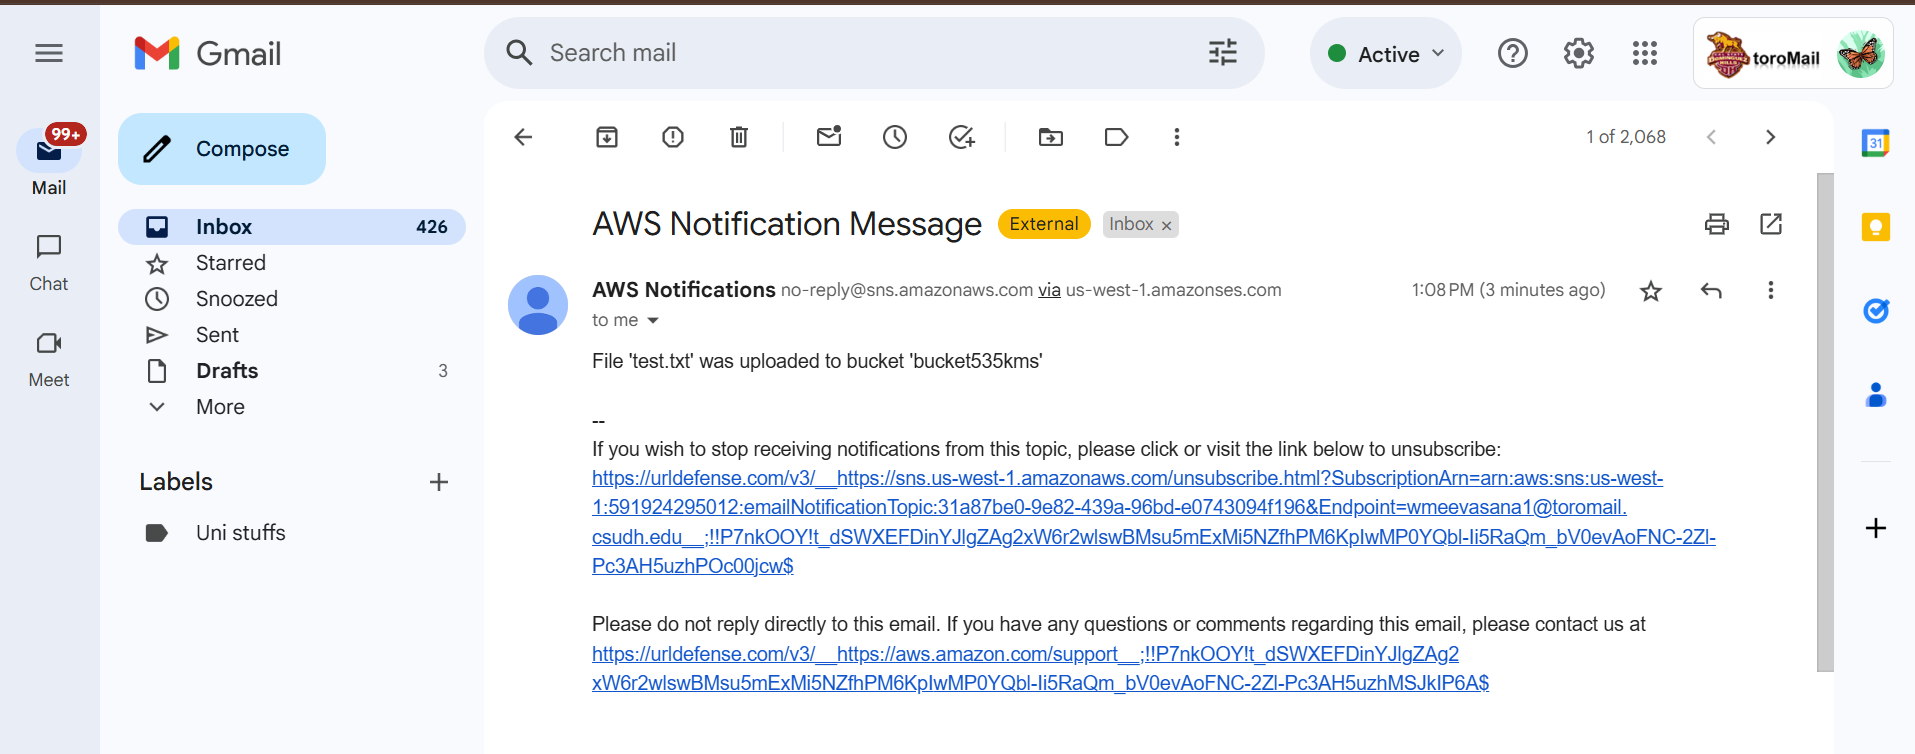 Gmail
Search mail
Active
toroMail
99+
Mail
Chat
Meet
Compose
Inbox 426
Starred
Snoozed
Sent
Drafts 3
More
Labels
Uni stuffs
1 of 2,068
31
AWS Notification Message External Inbox ×
AWS Notifications no-reply@sns.amazonaws.com via us-west-1.amazonses.com 1:08 PM (3 minutes ago)
to me
File 'test.txt' was uploaded to bucket 'bucket535kms'
--
If you wish to stop receiving notifications from this topic, please click or visit the link below to unsubscribe:
https://urldefense.com/v3/__https://sns.us-west-1.amazonaws.com/unsubscribe.html?SubscriptionArn=arn:aws:sns:us-west-
1:591924295012:emailNotificationTopic:31a87be0-9e82-439a-96bd-e0743094f196&Endpoint=wmeevasana1@toromail.
csudh.edu__;!!P7nkOOY!t_dSWXEFDinYJlgZAg2xW6r2wlswBMsu5mExMi5NZfhPM6KpIwMP0YQbl-Ii5RaQm_bV0evAoFNC-2Zl-
Pc3AH5uzhPOc00jcw$
Please do not reply directly to this email. If you have any questions or comments regarding this email, please contact us at
https://urldefense.com/v3/__https://aws.amazon.com/support__;!!P7nkOOY!t_dSWXEFDinYJlgZAg2
xW6r2wlswBMsu5mExMi5NZfhPM6KpIwMP0YQbl-Ii5RaQm_bV0evAoFNC-2Zl-Pc3AH5uzhMSJkIP6A$